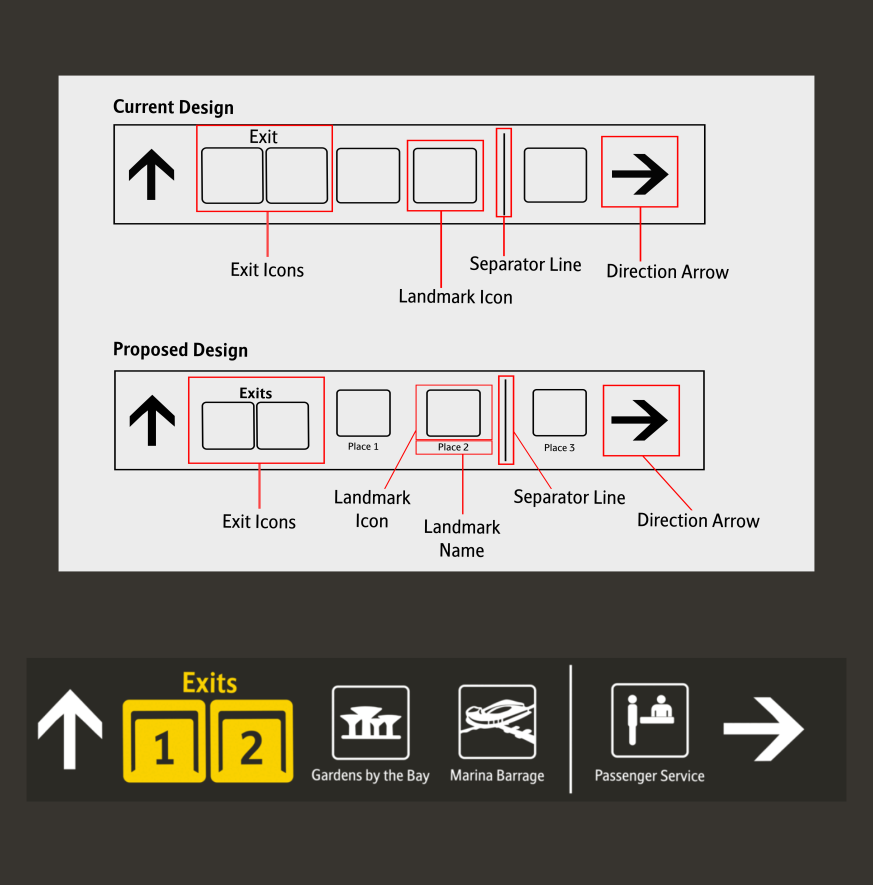 Current Design
Exit
Exit Icons
Landmark Icon
Separator Line
Direction Arrow
Proposed Design
Exits
Place 1
Place 2
Place 3
Exit Icons
Landmark
Icon
Landmark
Name
Separator Line
Direction Arrow
Exits
1 2
Gardens by the Bay Marina Barrage Passenger Service